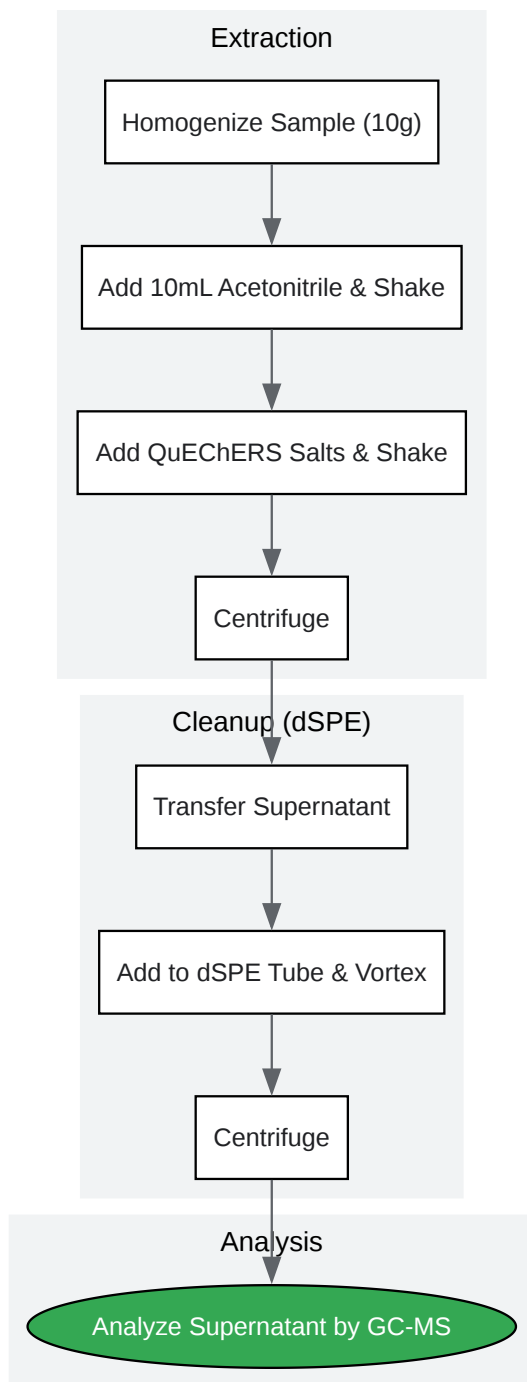 Extraction
Homogenize Sample (10g)
Add 10mL Acetonitrile & Shake
Add QuEChERS Salts & Shake
Centrifuge
Cleanup (dSPE)
Transfer Supernatant
Add to dSPE Tube & Vortex
Centrifuge
Analysis
Analyze Supernatant by GC-MS